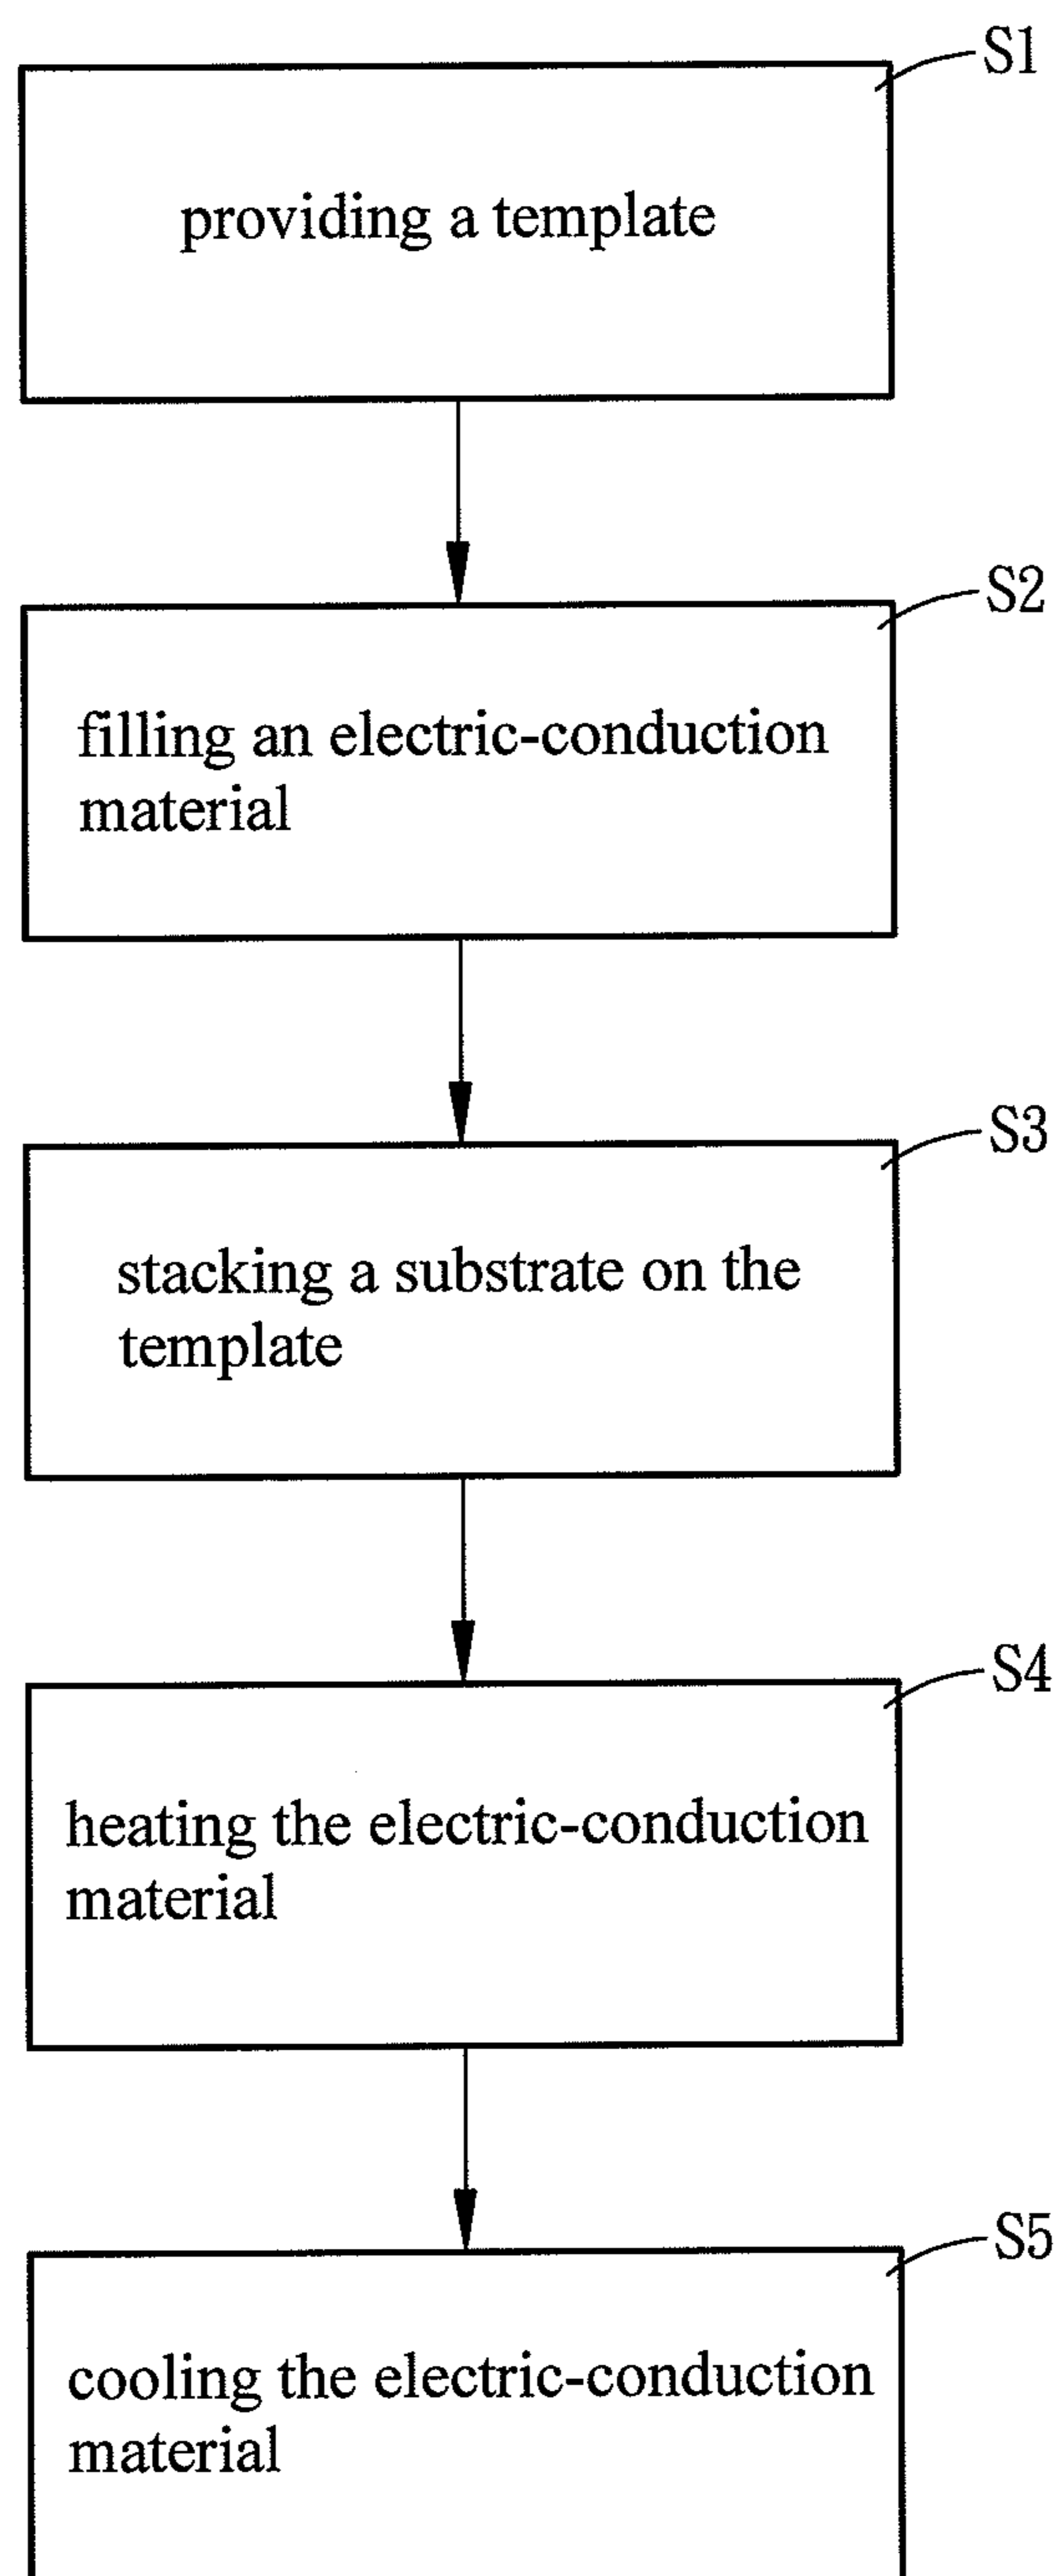 S1
providing a template
S2
filling an electric-conduction
material
S3
stacking a substrate on the
template
S4
heating the electric-conduction
material
S5
cooling the electric-conduction
material